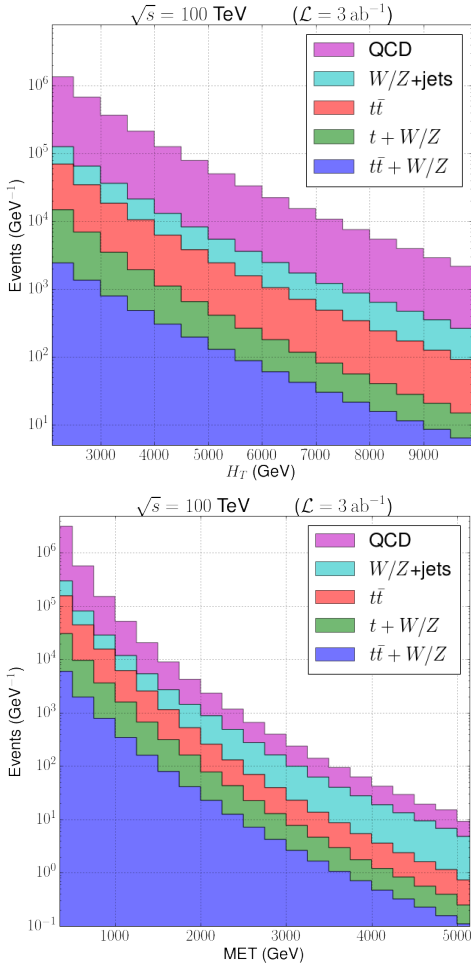 √s = 100 TeV (ℒ = 3 ab⁻¹)
QCD
W/Z+jets
tt̄
t + W/Z
tt̄ + W/Z
Events (GeV⁻¹)
10⁶
10⁵
10⁴
10³
10²
10¹
3000 4000 5000 6000 7000 8000 9000
H_T (GeV)
√s = 100 TeV (ℒ = 3 ab⁻¹)
QCD
W/Z+jets
tt̄
t + W/Z
tt̄ + W/Z
Events (GeV⁻¹)
10⁶
10⁵
10⁴
10³
10²
10¹
10⁰
10⁻¹
1000 2000 3000 4000 5000
MET (GeV)